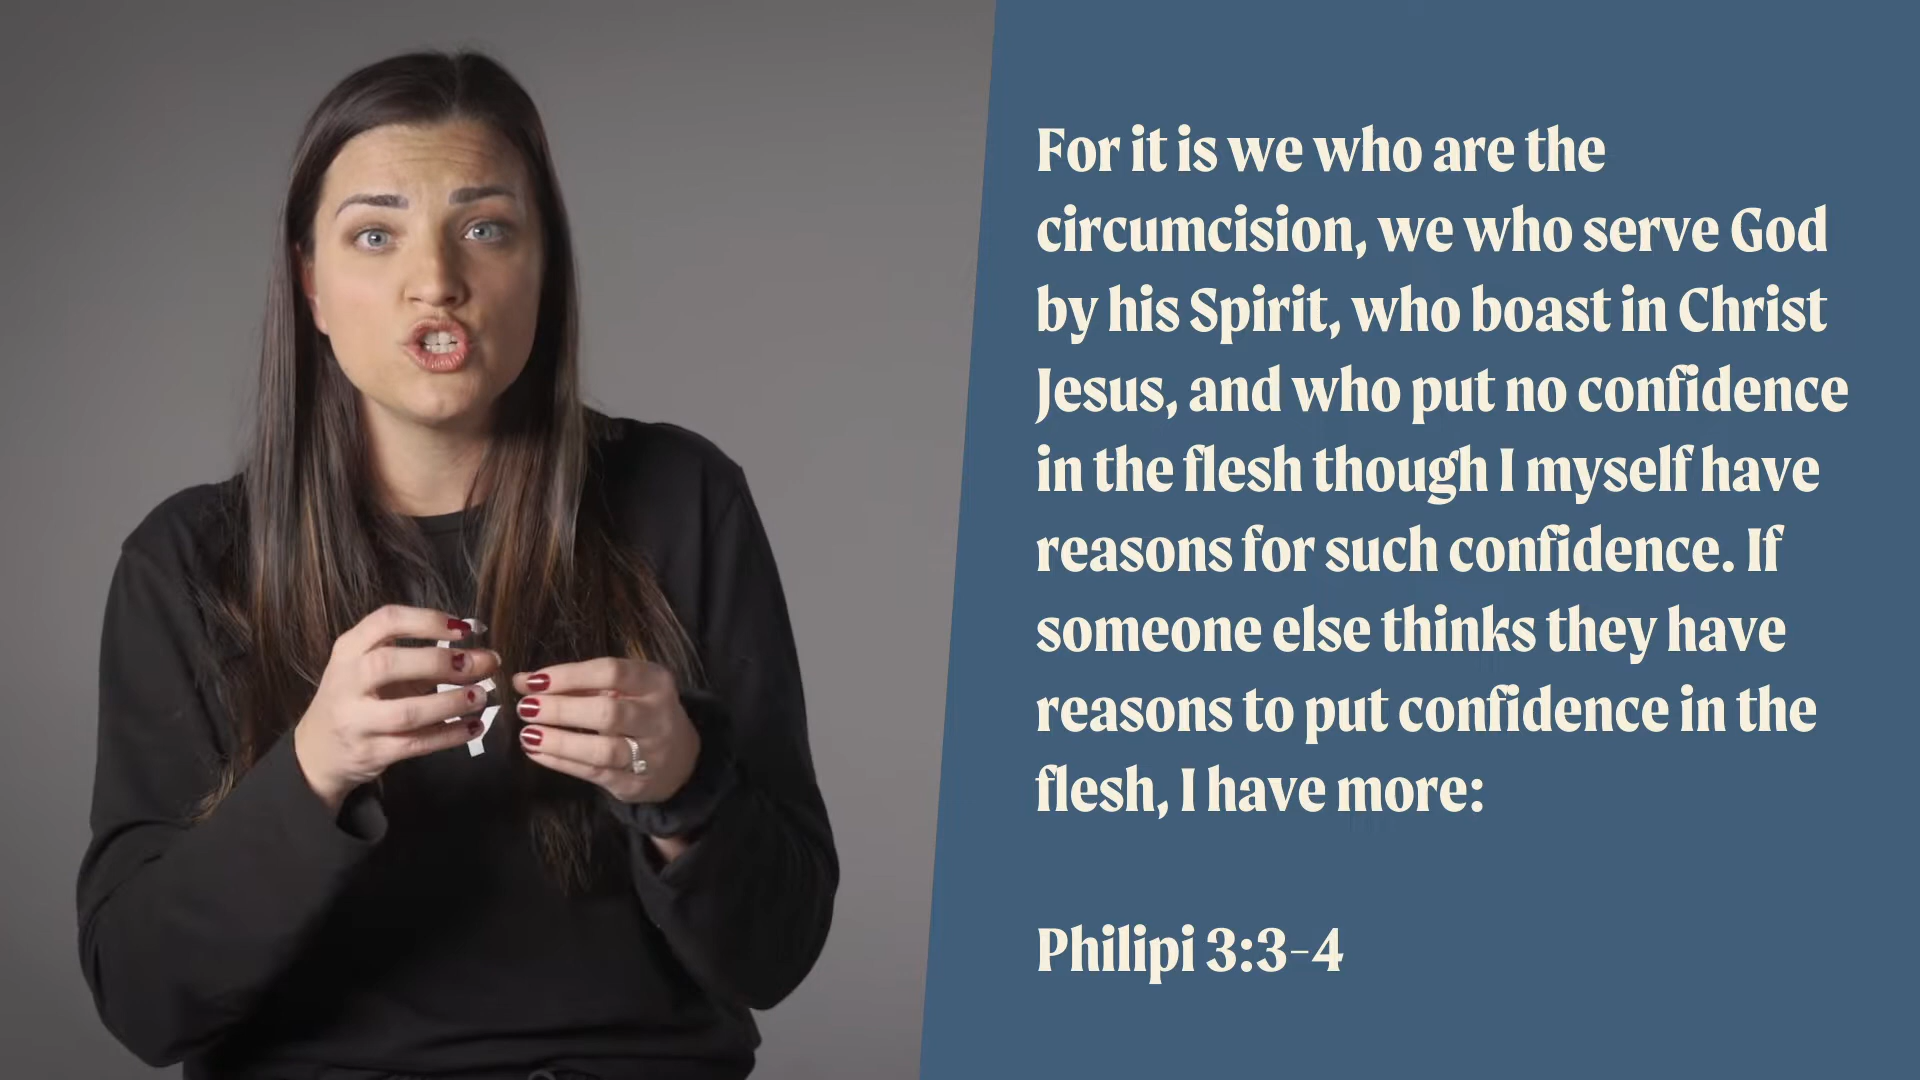 For it is we who are the
circumcision, we who serve God
by his Spirit, who boast in Christ
Jesus, and who put no confidence
in the flesh though I myself have
reasons for such confidence. If
someone else thinks they have
reasons to put confidence in the
flesh, I have more:
Philipi 3:3-4